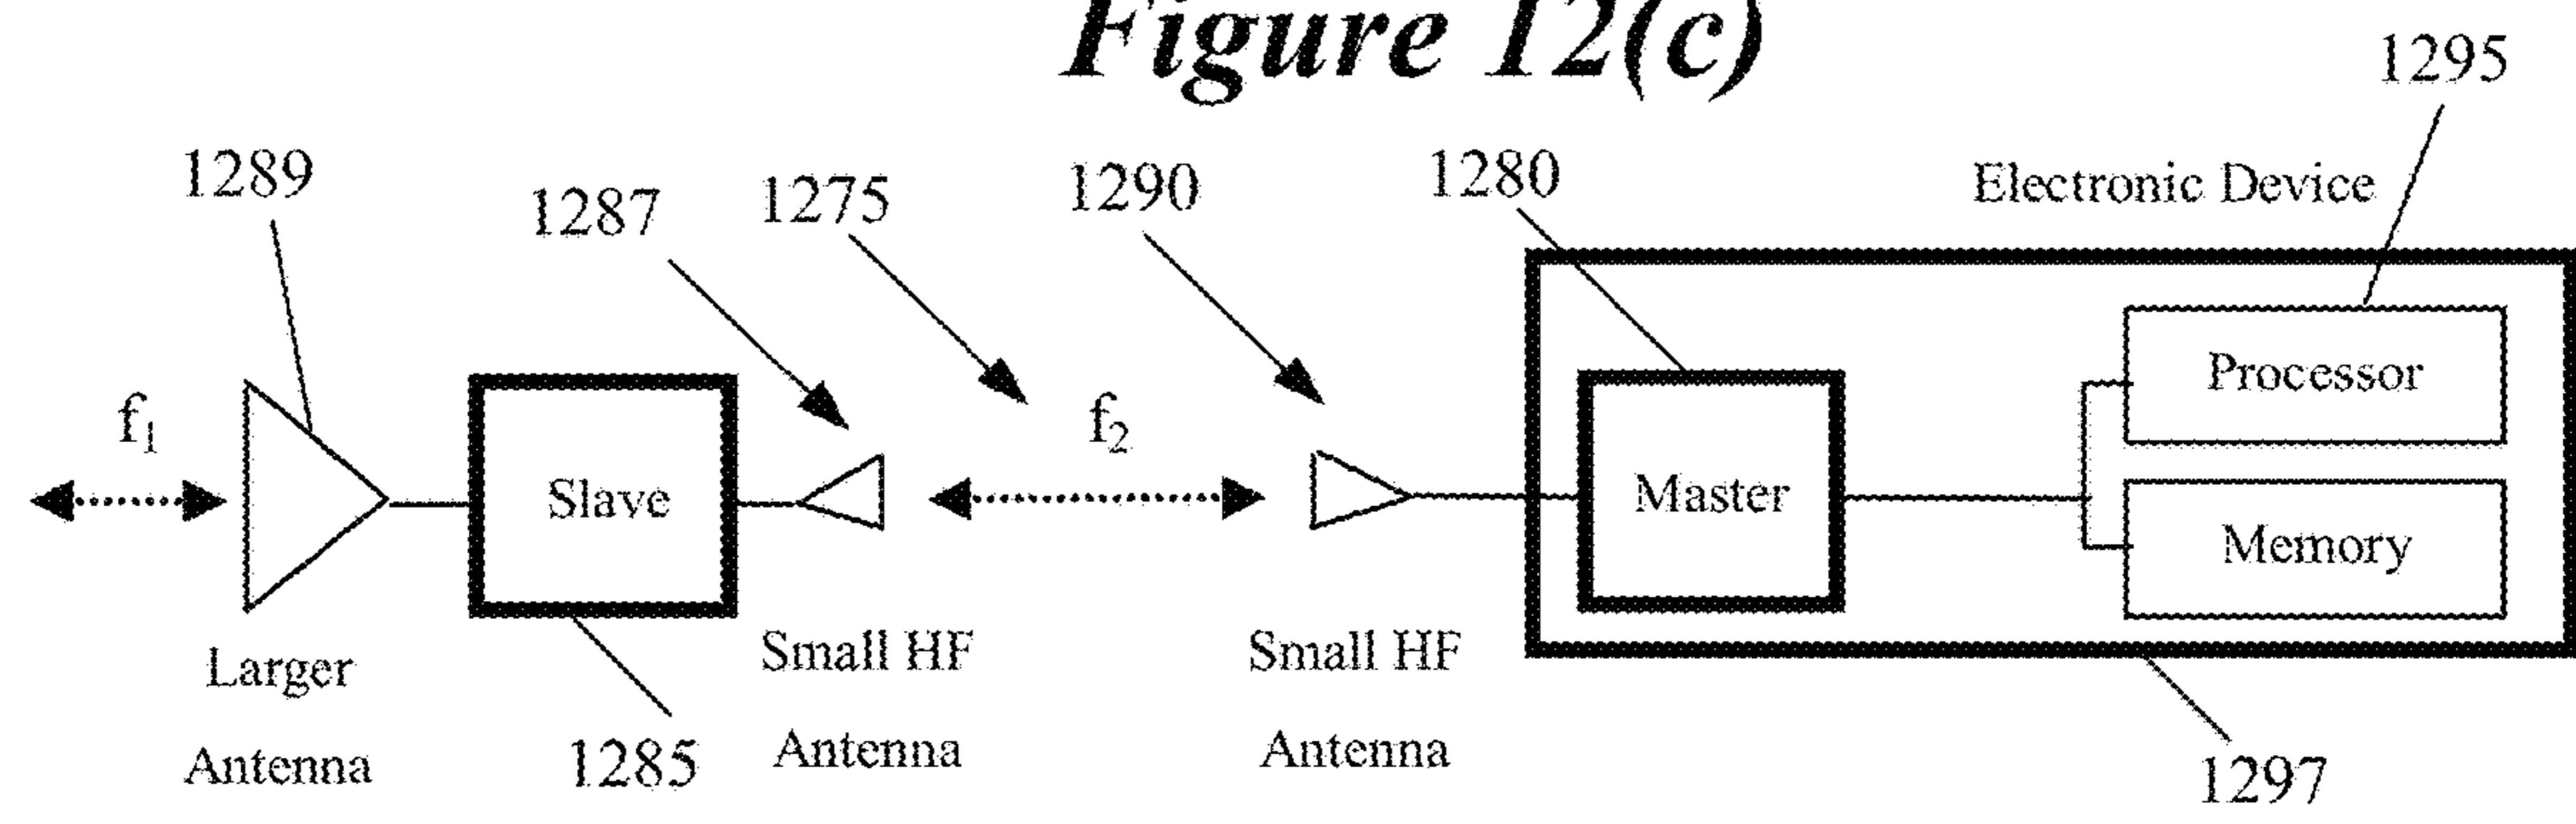 Figure 12(c)
1295
1289
1287
1275
1290
1280
Electronic Device
f₁
Slave
f₂
Master
Processor
Memory
Larger
Antenna
1285
Small HF
Antenna
Small HF
Antenna
1297